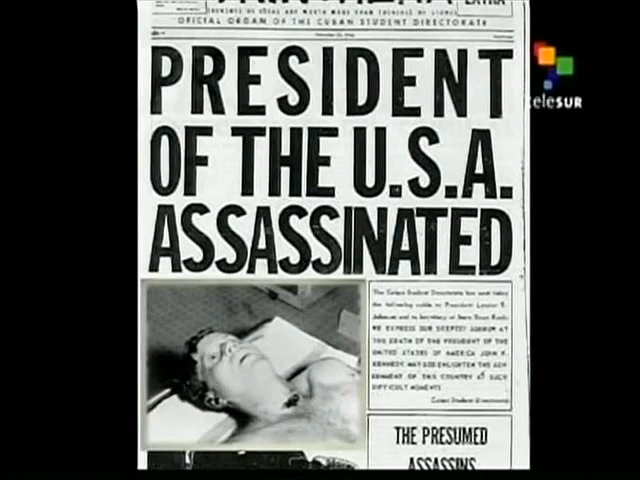 EXTRA
OFFICIAL ORGAN OF THE CUBAN STUDENT DIRECTORATE
PRESIDENT
OF THE U.S.A.
ASSASSINATED
teleSUR
The Cuban Student Directorate has sent today
the following cable to President Lyndon B.
Johnson and to Secretary of State Dean Rusk:
WE EXPRESS OUR DEEPEST SORROW AT
THE DEATH OF THE PRESIDENT OF THE
UNITED STATES OF AMERICA JOHN F.
KENNEDY. MAY GOD ENLIGHTEN THE GOV
ERNMENT OF THIS COUNTRY AT SUCH
DIFFICULT MOMENTS
Cuban Student Directorate
THE PRESUMED
ASSASSINS